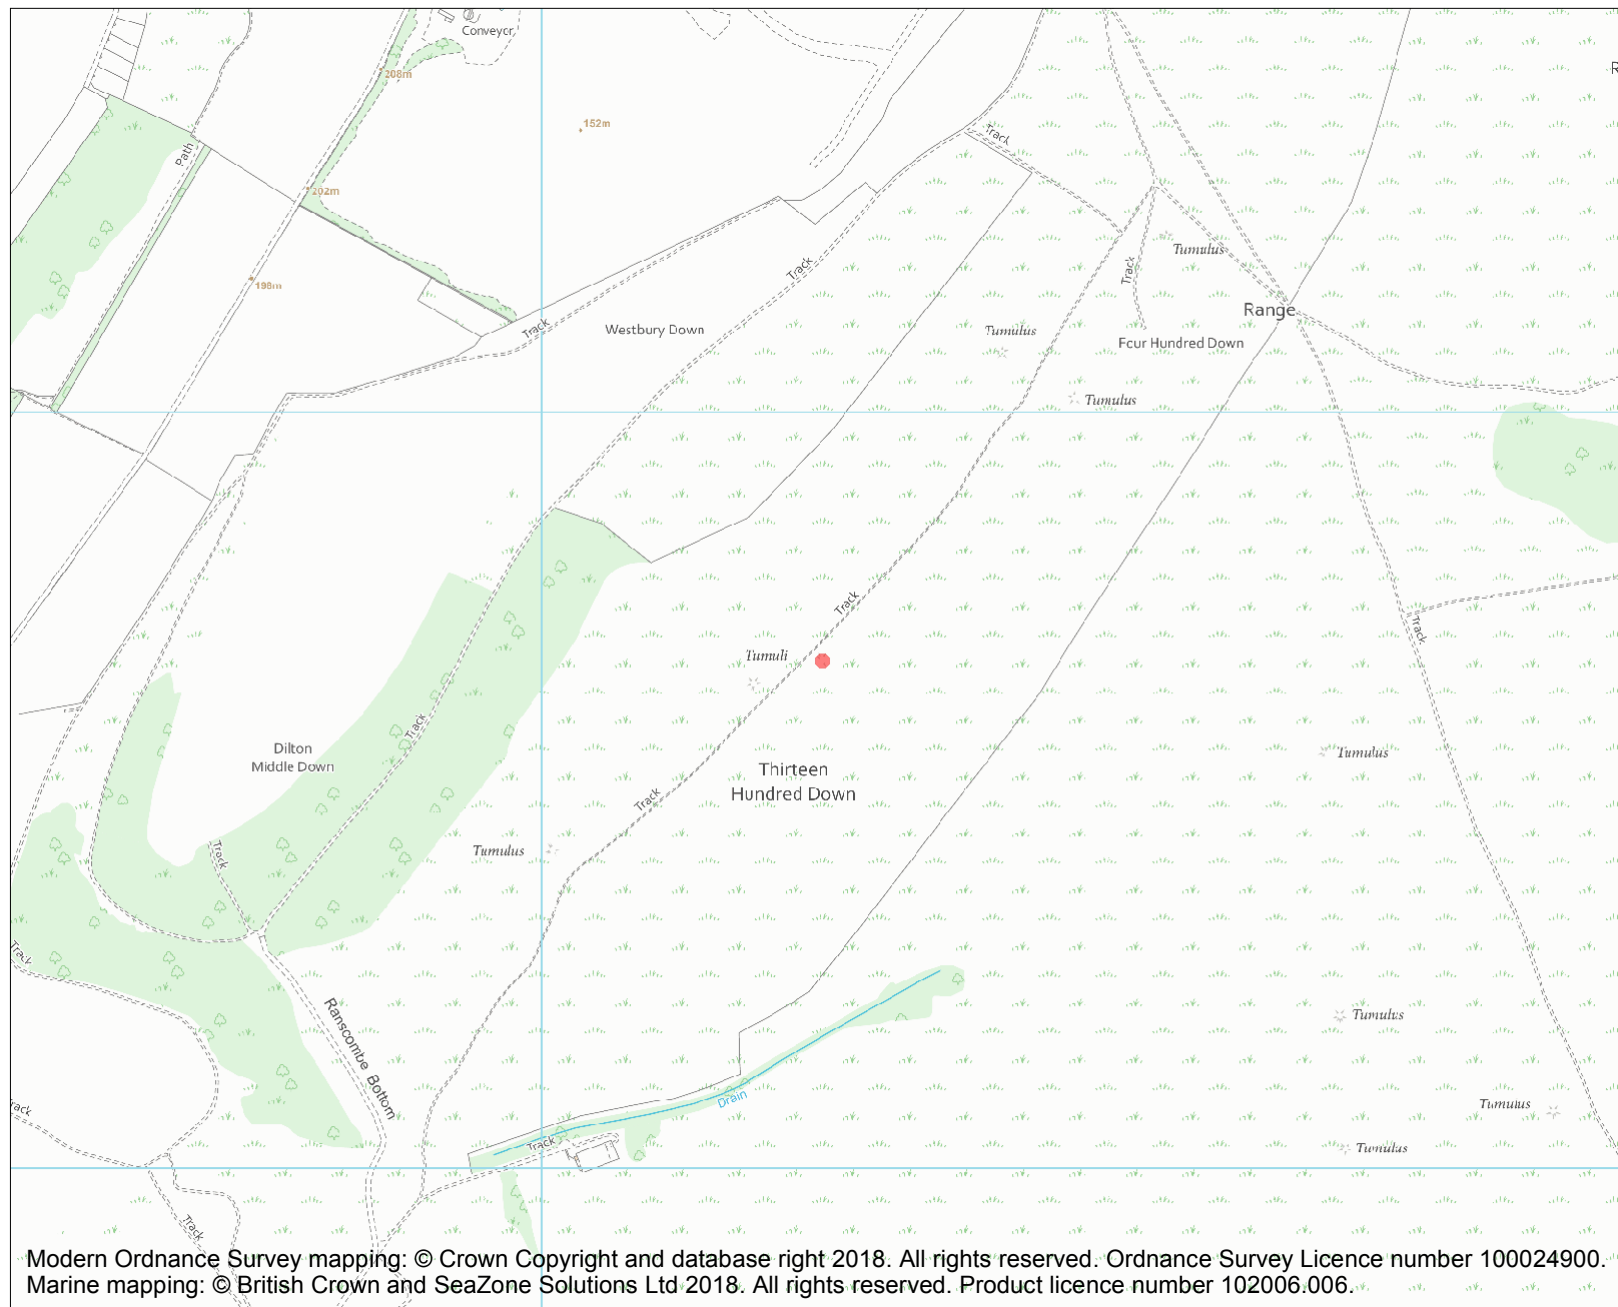 Conveyor
R
208m
152m
Track
Path
202m
Tumulus
Track
Track
198m
Range
Track
Westbury Down
Tumulus
Four Hundred Down
Tumulus
Track
Track
Tumuli
Track
Dilton
Middle Down
Tumulus
Thirteen
Hundred Down
Track
Track
Tumulus
Track
Ranscombe Bottom
Tumulus
Drain
rack
Tumulus
Track
Tumulus
Track
Modern Ordnance Survey mapping: © Crown Copyright and database right 2018. All rights reserved. Ordnance Survey Licence number 100024900.
Marine mapping: © British Crown and SeaZone Solutions Ltd 2018. All rights reserved. Product licence number 102006.006.